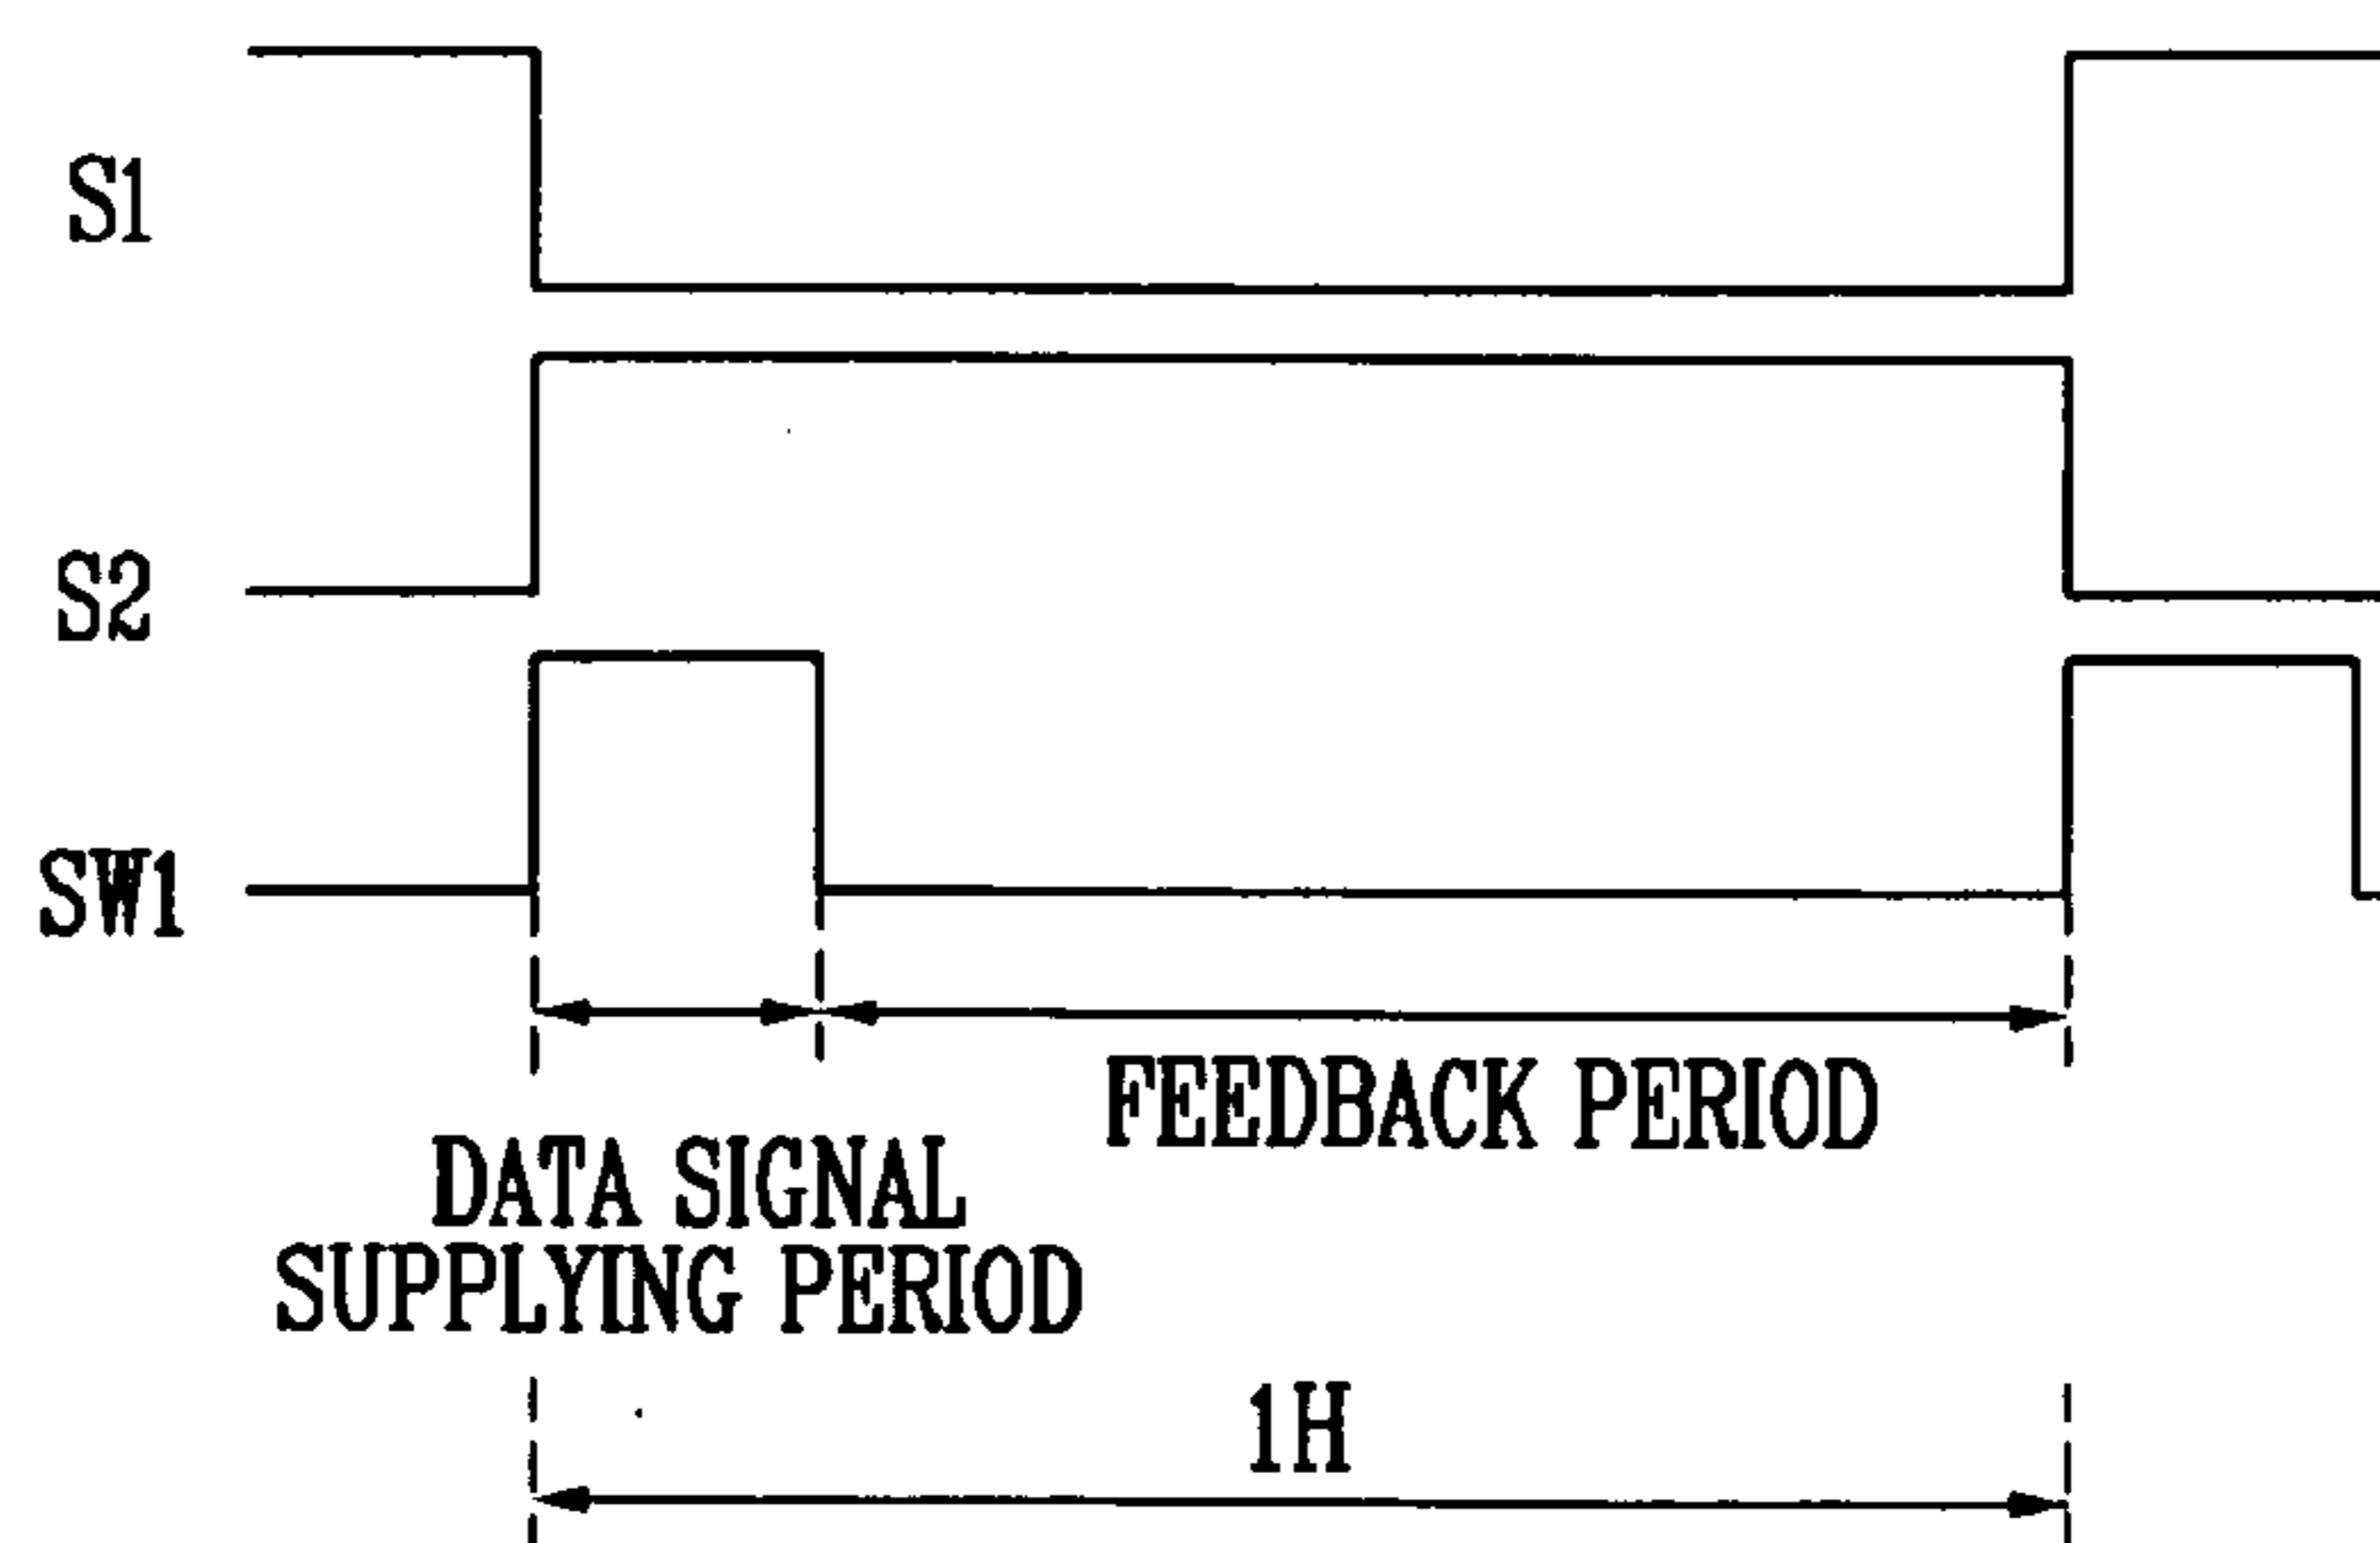 S1
S2
SW1
FEEDBACK PERIOD
DATA SIGNAL
SUPPLYING PERIOD
1H